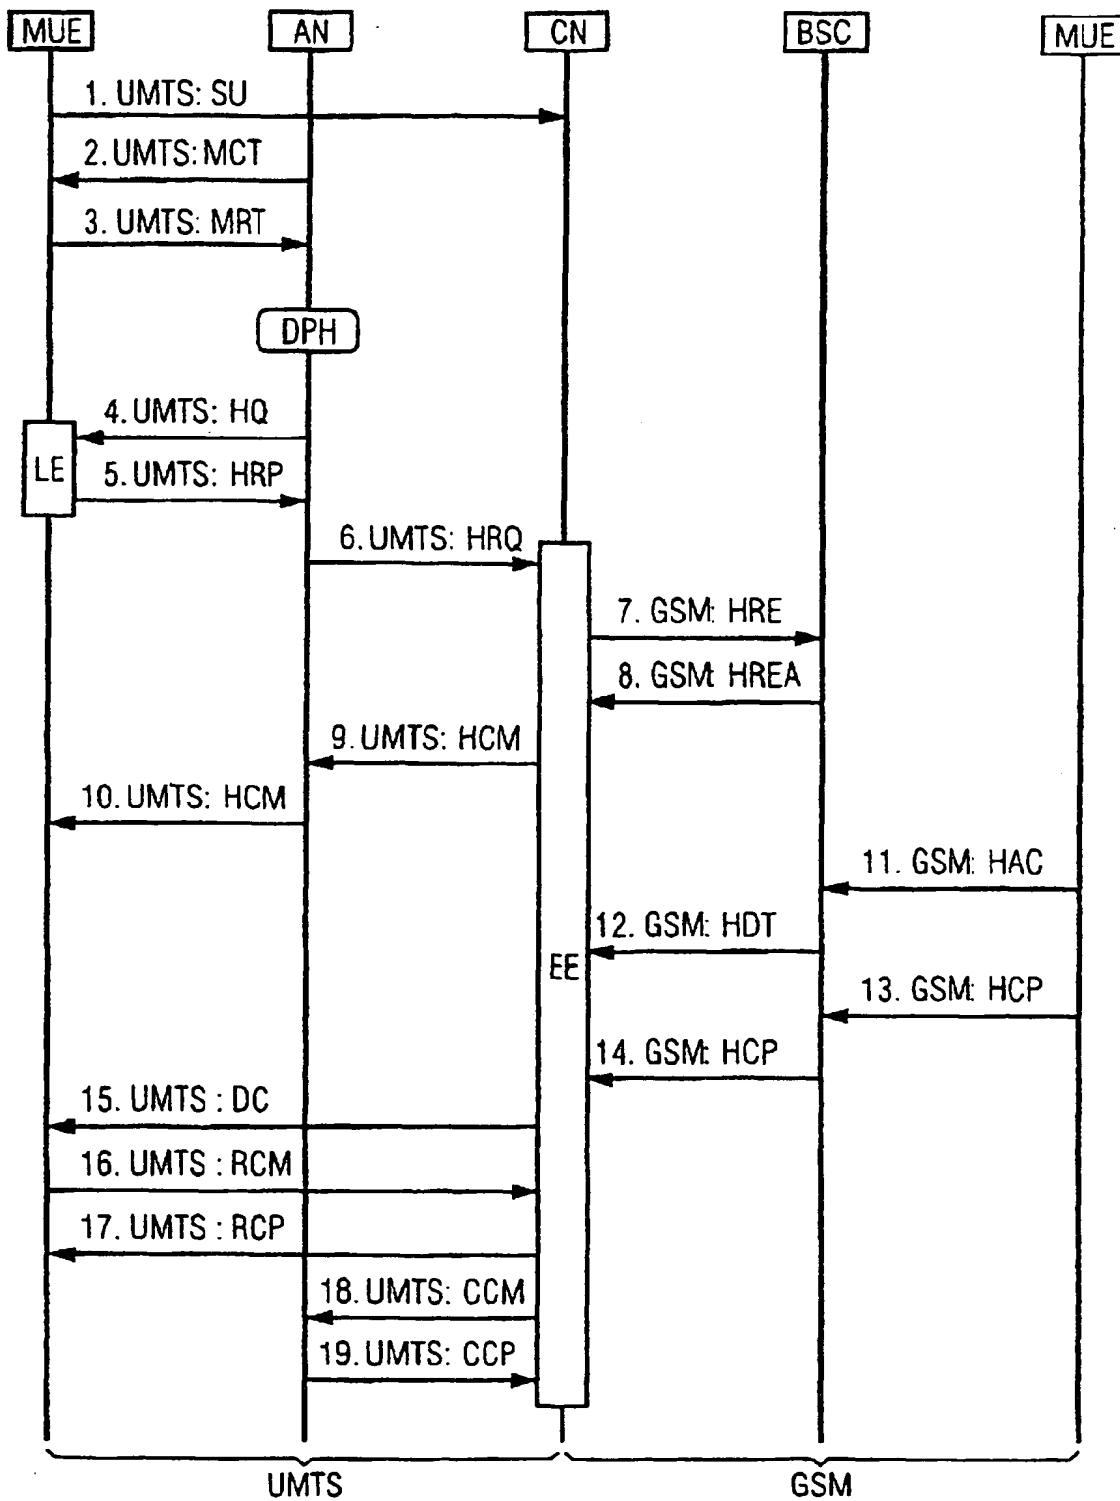 MUE AN CN BSC MUE
1. UMTS: SU
2. UMTS: MCT
3. UMTS: MRT
DPH
4. UMTS: HQ
LE
5. UMTS: HRP
6. UMTS: HRQ
7. GSM: HRE
8. GSM: HREA
9. UMTS: HCM
10. UMTS: HCM
11. GSM: HAC
12. GSM: HDT
EE
13. GSM: HCP
14. GSM: HCP
15. UMTS : DC
16. UMTS : RCM
17. UMTS : RCP
18. UMTS: CCM
19. UMTS: CCP
UMTS GSM